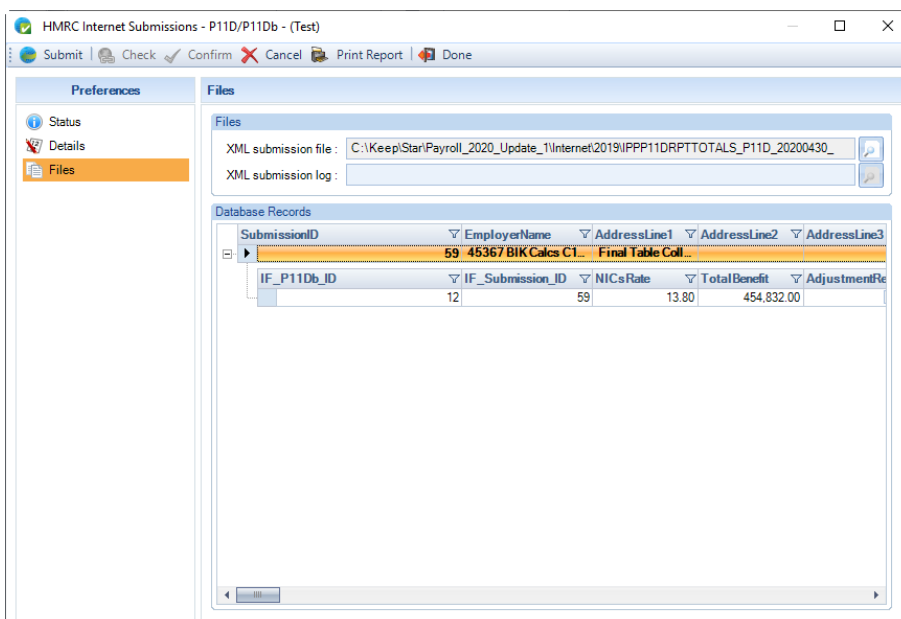 HMRC Internet Submissions - P11D/P11Db - (Test)
Submit Check Confirm Cancel Print Report Done
Preferences
Status
Details
Files
Files
Files
XML submission file : C:\Keep\Star\Payroll_2020_Update_1\Internet\2019\IPPP11DRPTTOTALS_P11D_20200430_
XML submission log :
Database Records
SubmissionID EmployerName AddressLine1 AddressLine2 AddressLine3
59 45367 BIK Calcs C1... Final Table Coll...
IF_P11Db_ID IF_Submission_ID NICsRate TotalBenefit AdjustmentRe
12 59 13.80 454,832.00